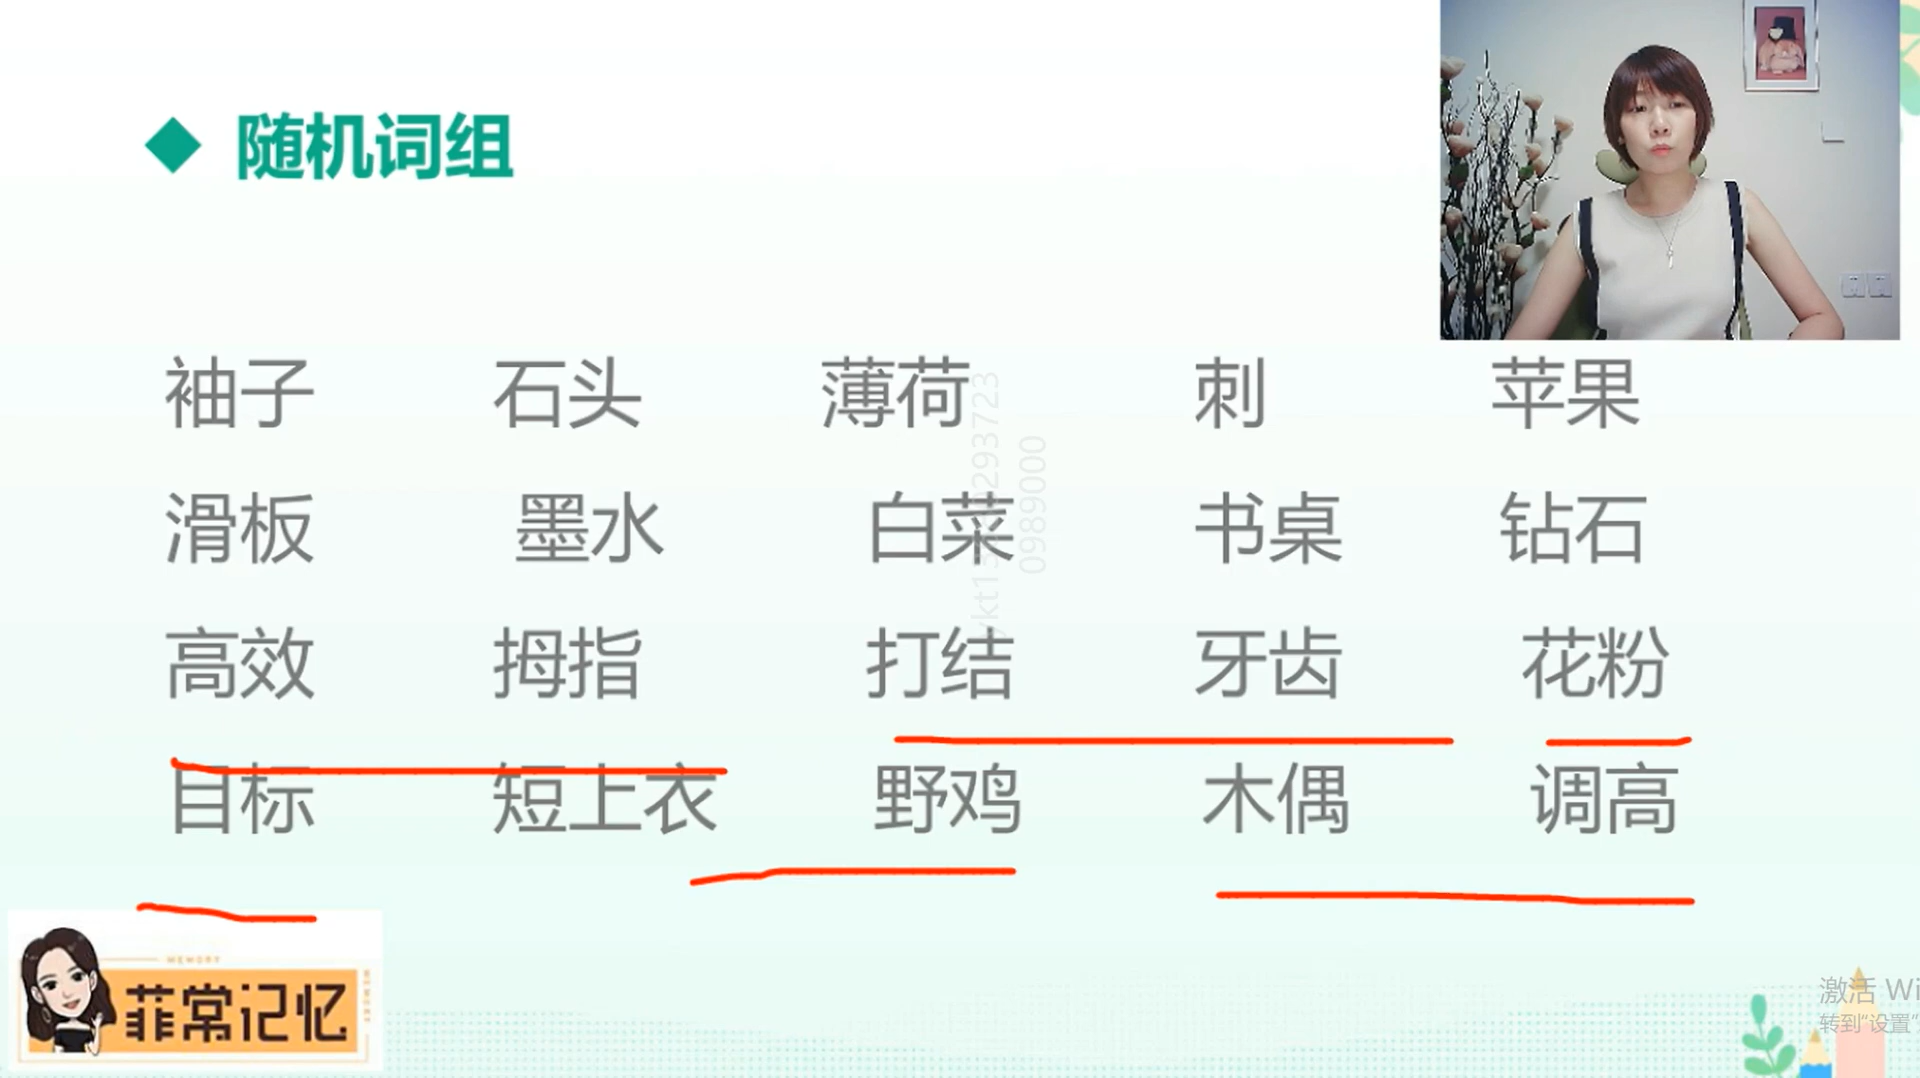 随机词组
袖子 石头 薄荷 刺 苹果
滑板 墨水 白菜 书桌 钻石
高效 拇指 打结 牙齿 花粉
目标 短上衣 野鸡 木偶 调高
0989000
MEMORY
菲常记忆
激活 Wi
转到"设置"